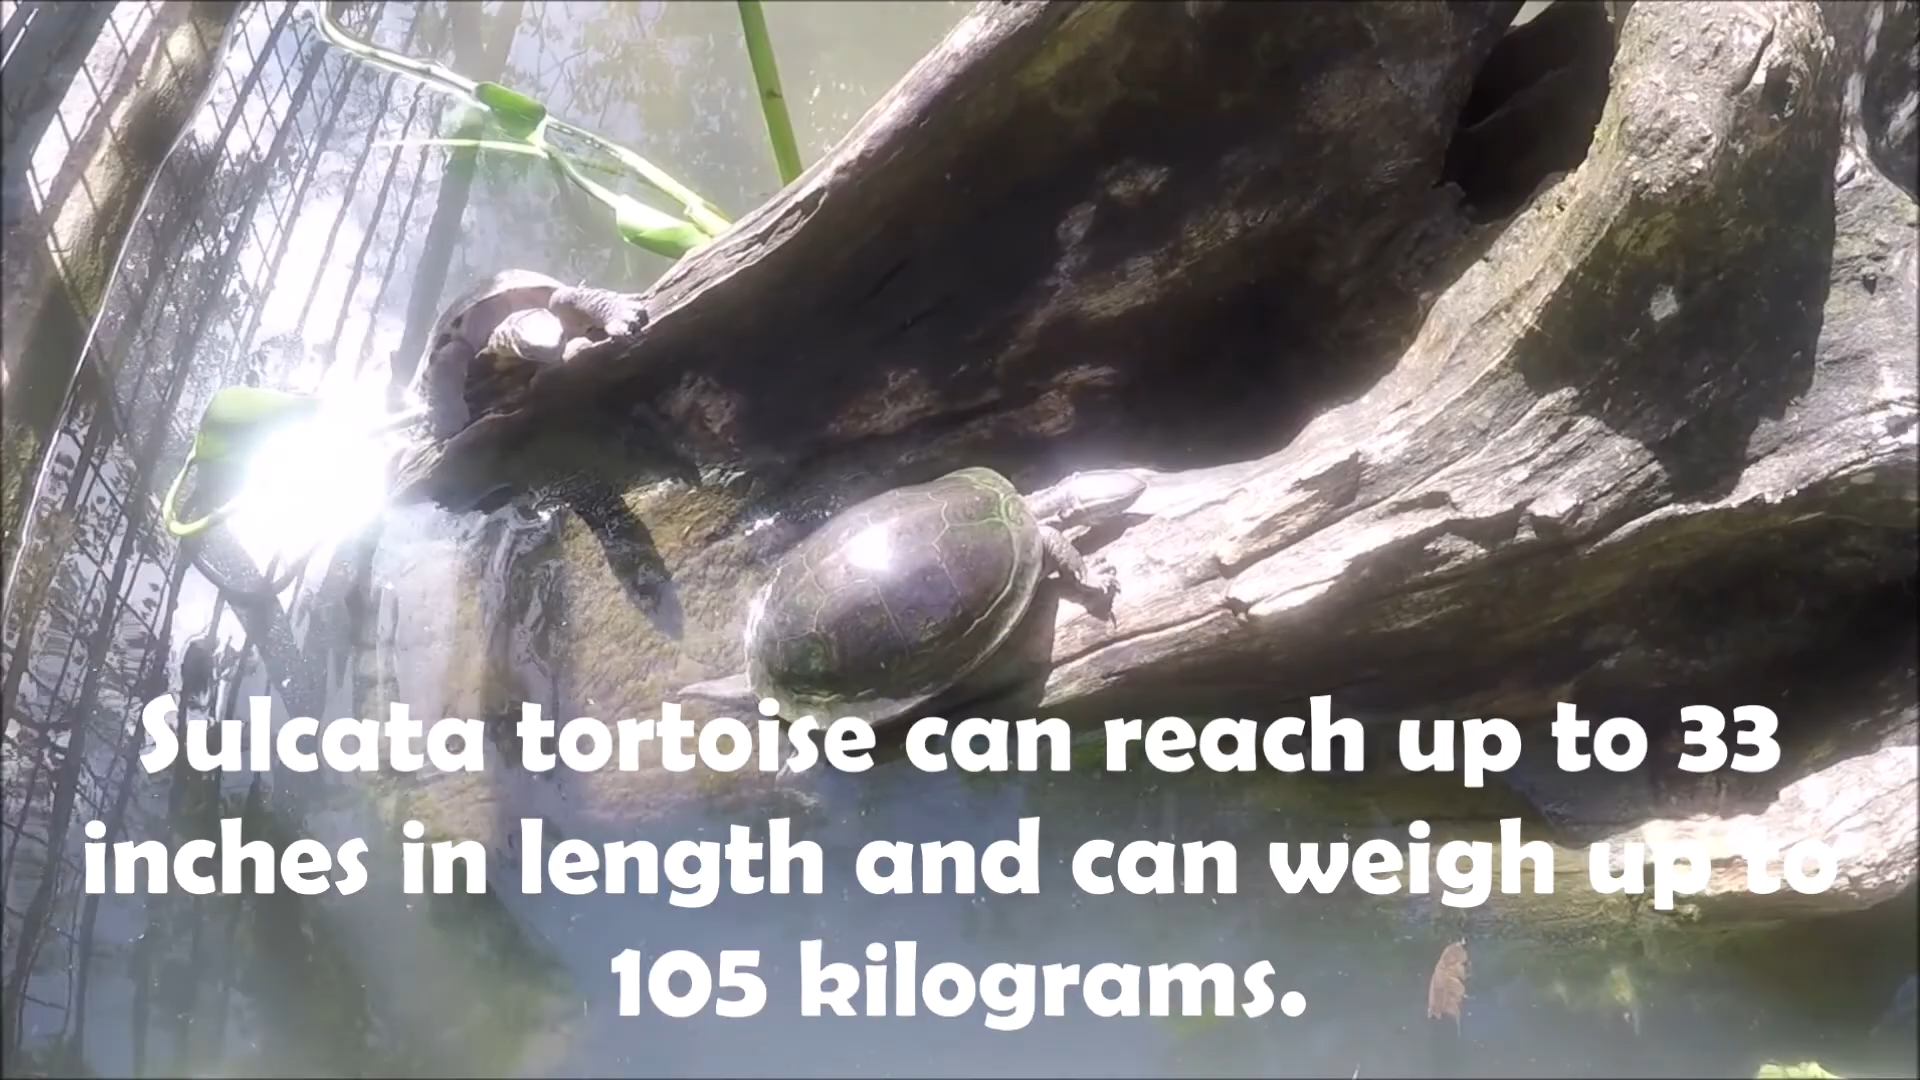 Sulcata tortoise can reach up to 33
inches in length and can weigh up to
105 kilograms.